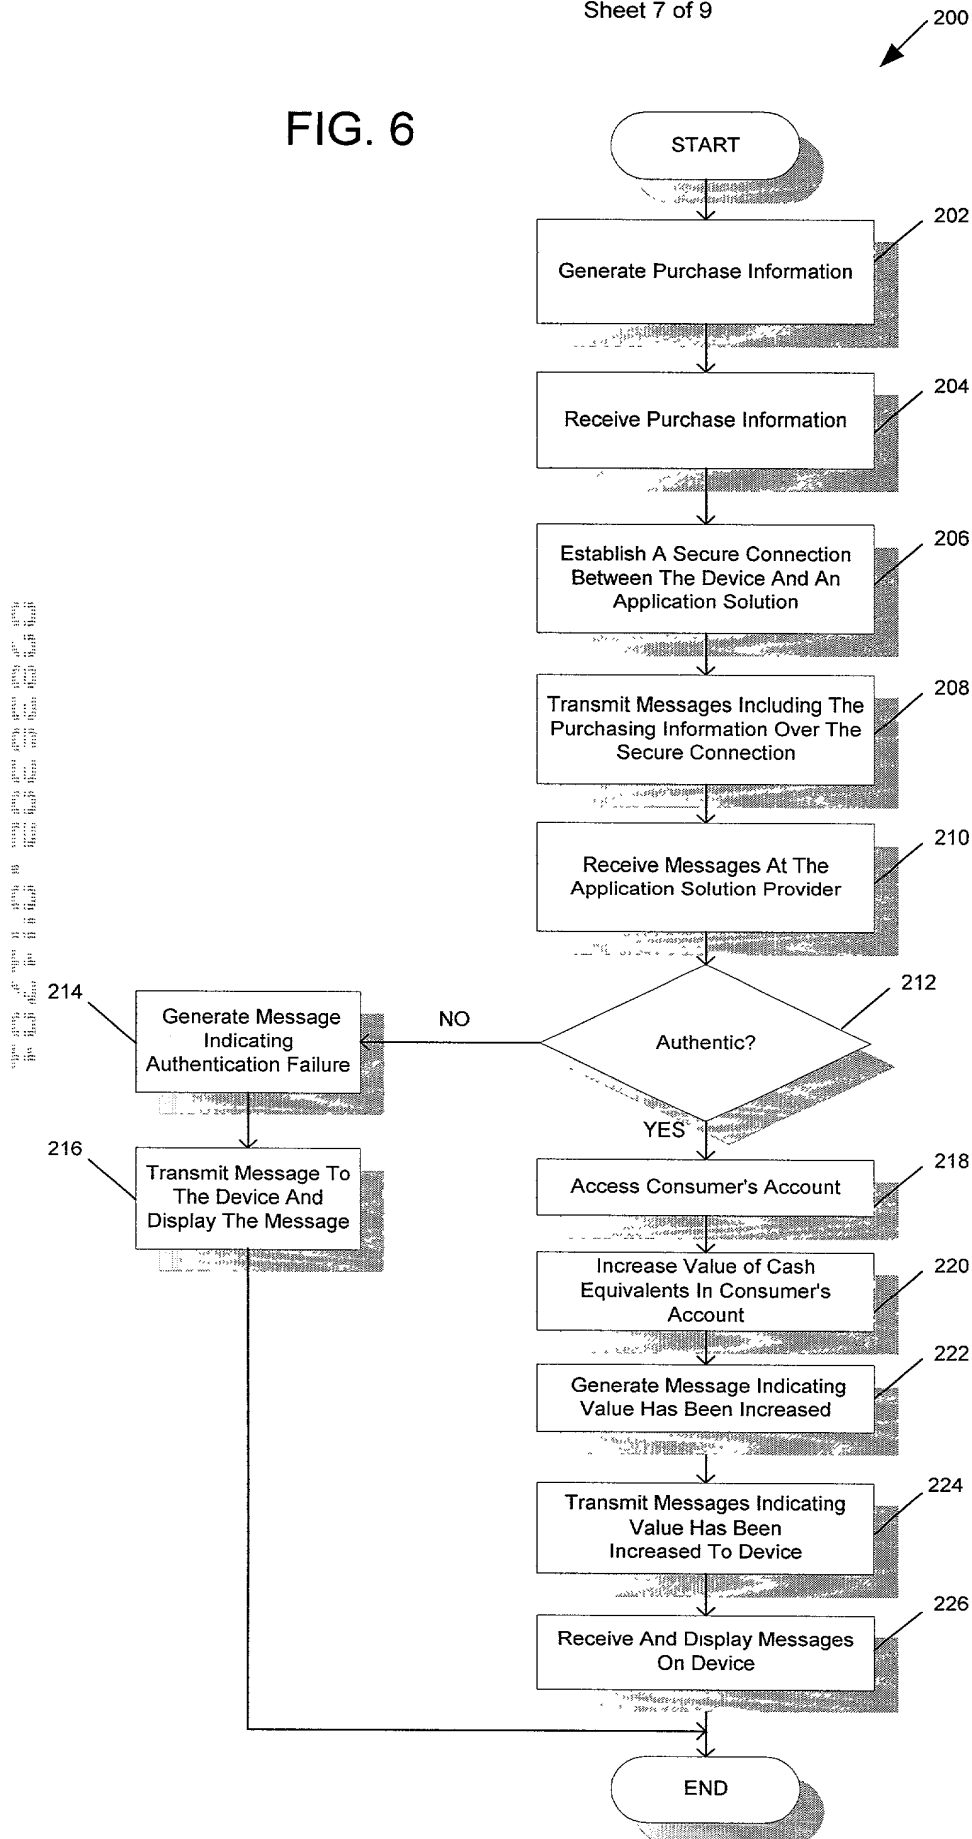 Sheet 7 of 9
200
FIG. 6
START
202
Generate Purchase Information
204
Receive Purchase Information
206
Establish A Secure Connection
Between The Device And An
Application Solution
208
Transmit Messages Including The
Purchasing Information Over The
Secure Connection
210
Receive Messages At The
Application Solution Provider
212
Authentic?
NO
214
Generate Message
Indicating
Authentication Failure
YES
216
Transmit Message To
The Device And
Display The Message
218
Access Consumer's Account
220
Increase Value of Cash
Equivalents In Consumer's
Account
222
Generate Message Indicating
Value Has Been Increased
224
Transmit Messages Indicating
Value Has Been
Increased To Device
226
Receive And Display Messages
On Device
END